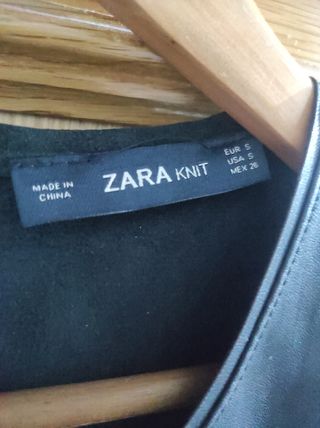 MADE IN
CHINA
ZARA KNIT
EUR S
USA S
MEX 26